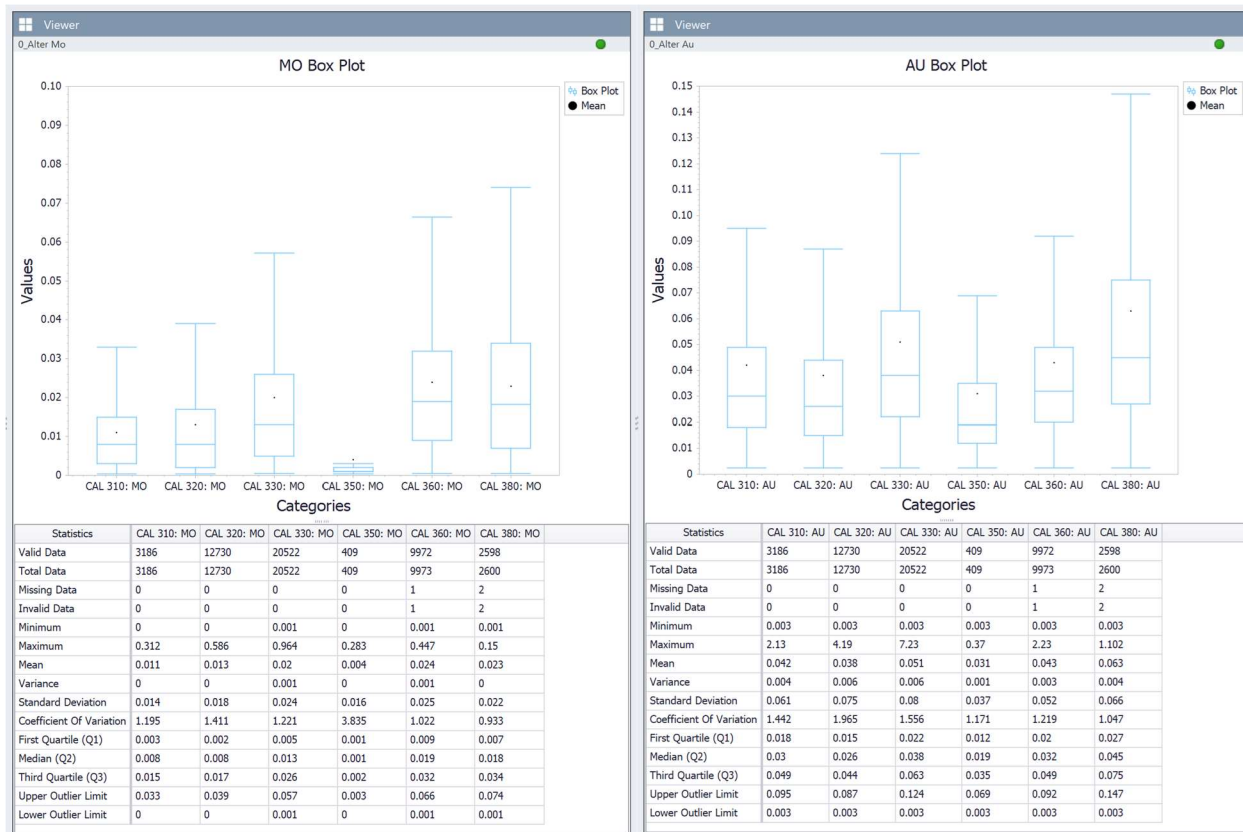 Viewer
0_Alter Mo
MO Box Plot
Box Plot
Mean
Values
0.10
0.09
0.08
0.07
0.06
0.05
0.04
0.03
0.02
0.01
0
CAL 310: MO CAL 320: MO CAL 330: MO CAL 350: MO CAL 360: MO CAL 380: MO
Categories
Statistics CAL 310: MO CAL 320: MO CAL 330: MO CAL 350: MO CAL 360: MO CAL 380: MO
Valid Data 3186 12730 20522 409 9972 2598
Total Data 3186 12730 20522 409 9973 2600
Missing Data 0 0 0 0 1 2
Invalid Data 0 0 0 0 1 2
Minimum 0 0 0.001 0 0.001 0.001
Maximum 0.312 0.586 0.964 0.283 0.447 0.15
Mean 0.011 0.013 0.02 0.004 0.024 0.023
Variance 0 0 0.001 0 0.001 0
Standard Deviation 0.014 0.018 0.024 0.016 0.025 0.022
Coefficient Of Variation 1.195 1.411 1.221 3.835 1.022 0.933
First Quartile (Q1) 0.003 0.002 0.005 0.001 0.009 0.007
Median (Q2) 0.008 0.008 0.013 0.001 0.019 0.018
Third Quartile (Q3) 0.015 0.017 0.026 0.002 0.032 0.034
Upper Outlier Limit 0.033 0.039 0.057 0.003 0.066 0.074
Lower Outlier Limit 0 0 0.001 0 0.001 0.001
Viewer
0_Alter Au
AU Box Plot
Box Plot
Mean
Values
0.15
0.14
0.13
0.12
0.11
0.10
0.09
0.08
0.07
0.06
0.05
0.04
0.03
0.02
0.01
0
CAL 310: AU CAL 320: AU CAL 330: AU CAL 350: AU CAL 360: AU CAL 380: AU
Categories
Statistics CAL 310: AU CAL 320: AU CAL 330: AU CAL 350: AU CAL 360: AU CAL 380: AU
Valid Data 3186 12730 20522 409 9972 2598
Total Data 3186 12730 20522 409 9973 2600
Missing Data 0 0 0 0 1 2
Invalid Data 0 0 0 0 1 2
Minimum 0.003 0.003 0.003 0.003 0.003 0.003
Maximum 2.13 4.19 7.23 0.37 2.23 1.102
Mean 0.042 0.038 0.051 0.031 0.043 0.063
Variance 0.004 0.006 0.006 0.001 0.003 0.004
Standard Deviation 0.061 0.075 0.08 0.037 0.052 0.066
Coefficient Of Variation 1.442 1.965 1.556 1.171 1.219 1.047
First Quartile (Q1) 0.018 0.015 0.022 0.012 0.02 0.027
Median (Q2) 0.03 0.026 0.038 0.019 0.032 0.045
Third Quartile (Q3) 0.049 0.044 0.063 0.035 0.049 0.075
Upper Outlier Limit 0.095 0.087 0.124 0.069 0.092 0.147
Lower Outlier Limit 0.003 0.003 0.003 0.003 0.003 0.003